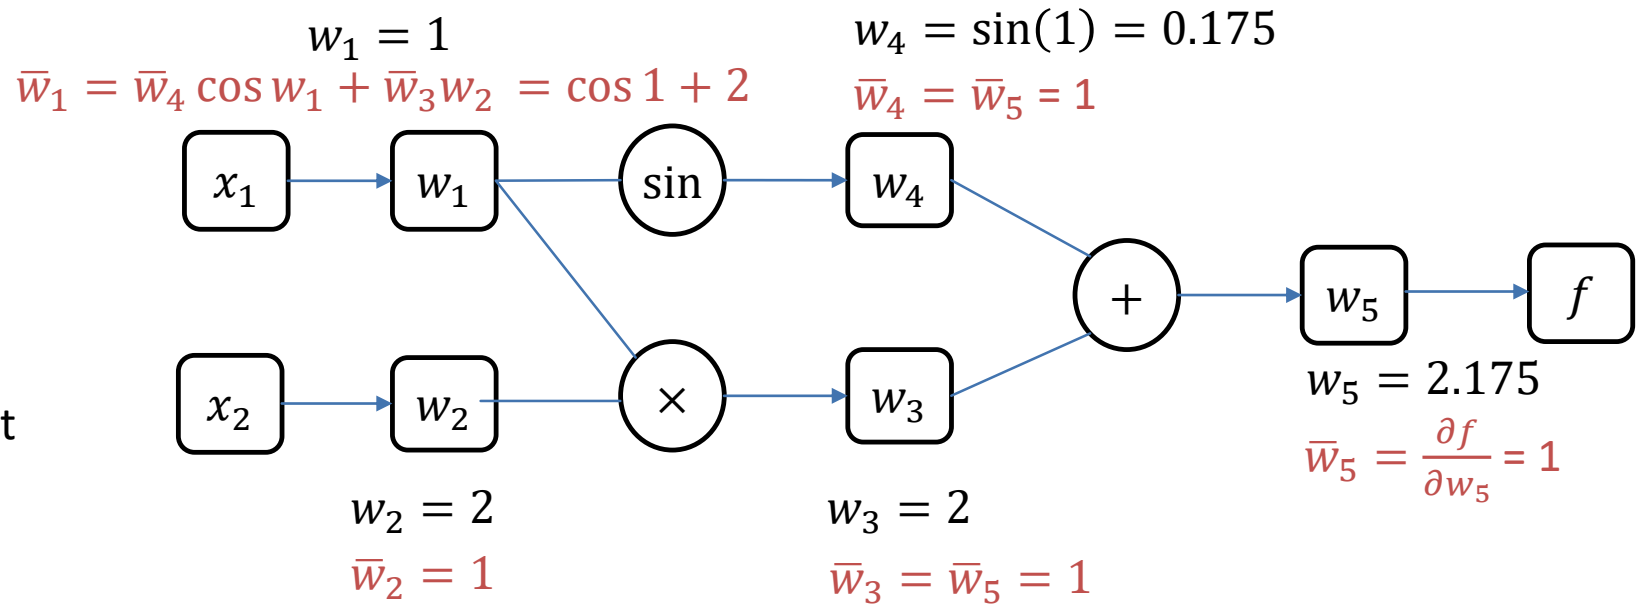 w₁ = 1
w₄ = sin(1) = 0.175
w̅₁ = w̅₄ cos w₁ + w̅₃w₂ = cos 1 + 2
w̅₄ = w̅₅ = 1
x₁
w₁
sin
w₄
+
w₅
f
x₂
w₂
×
w₃
t
w₅ = 2.175
w̅₅ = ∂f/∂w₅ = 1
w₂ = 2
w₃ = 2
w̅₂ = 1
w̅₃ = w̅₅ = 1